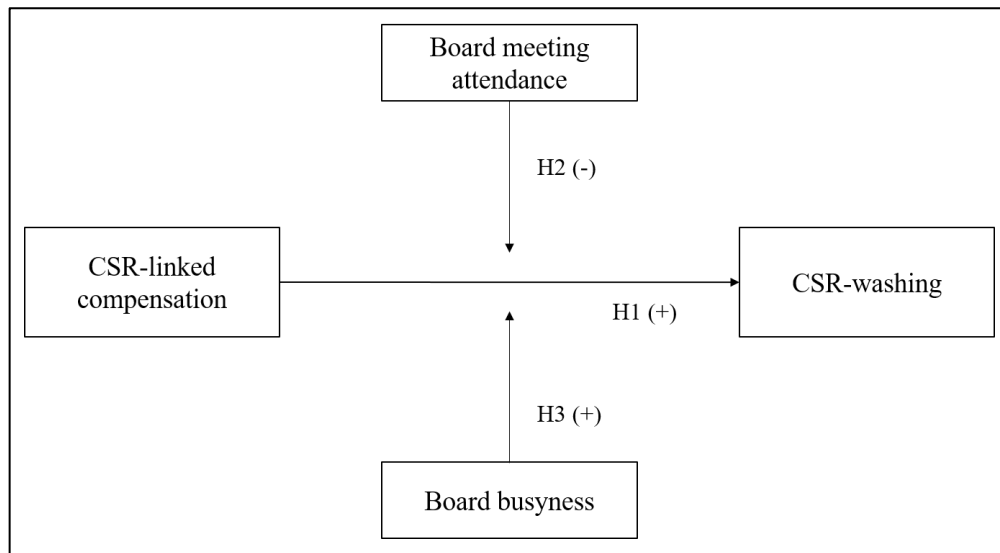 Board meeting
attendance
H2 (-)
CSR-linked
compensation
CSR-washing
H1 (+)
H3 (+)
Board busyness